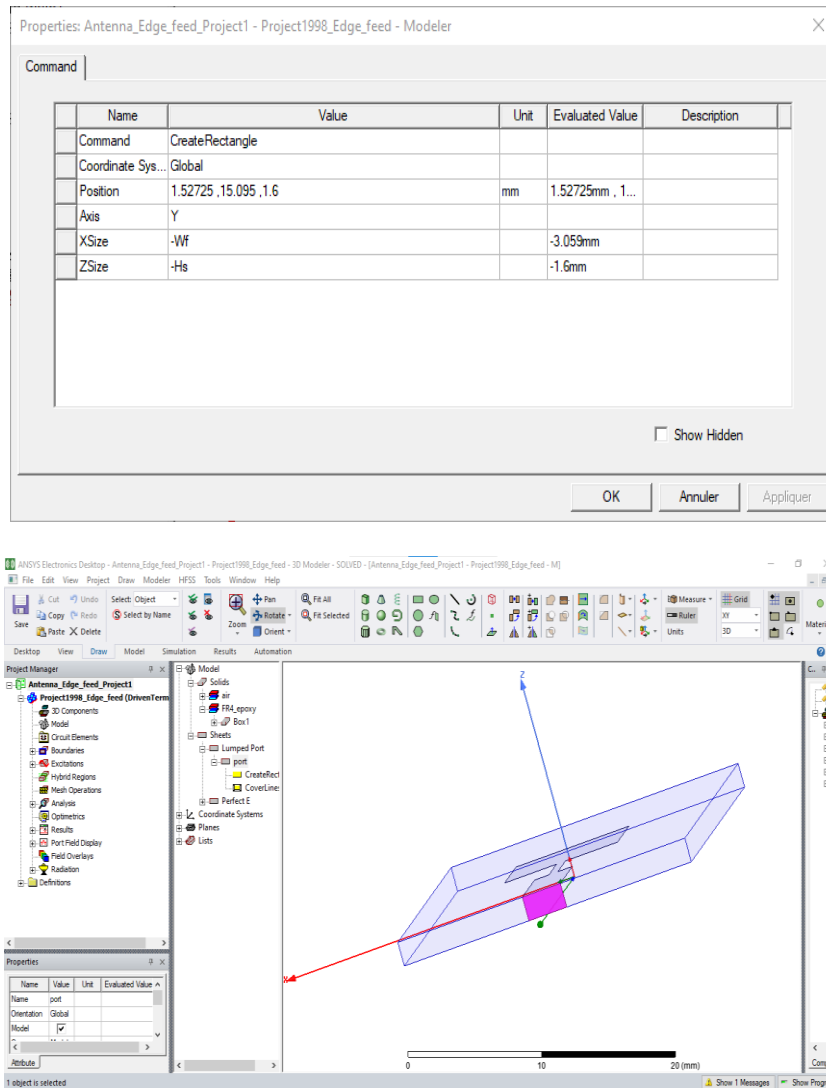 Properties: Antenna_Edge_feed_Project1 - Project1998_Edge_feed - Modeler
Command
Name Value Unit Evaluated Value Description
Command CreateRectangle
Coordinate Sys... Global
Position 1.52725 ,15.095 ,1.6 mm 1.52725mm , 1...
Axis Y
XSize -Wf -3.059mm
ZSize -Hs -1.6mm
Show Hidden
OK Annuler Appliquer
ANSYS Electronics Desktop - Antenna_Edge_feed_Project1 - Project1998_Edge_feed - 3D Modeler - SOLVED - [Antenna_Edge_feed_Project1 - Project1998_Edge_feed - M]
File Edit View Project Draw Modeler HFSS Tools Window Help
Save
Cut Undo Select: Object
Copy Redo Select by Name
Paste Delete
Zoom
Pan
Rotate
Orient
Fit All
Fit Selected
Measure Grid
Ruler XY
Units 3D
Materi
Desktop View Draw Model Simulation Results Automation
Project Manager
Antenna_Edge_feed_Project1
Project1998_Edge_feed (DrivenTerm
3D Components
Model
Circuit Elements
Boundaries
Excitations
Hybrid Regions
Mesh Operations
Analysis
Optimetrics
Results
Port Field Display
Field Overlays
Radiation
Definitions
Model
Solids
air
FR4_epoxy
Box1
Sheets
Lumped Port
port
CreateRect
CoverLine
Perfect E
Coordinate Systems
Planes
Lists
Z
X
0 10 20 (mm)
Properties
Name Value Unit Evaluated Value
Name port
Orientation Global
Model
Attribute
C..
Com
1 object is selected
Show 1 Messages Show Prog